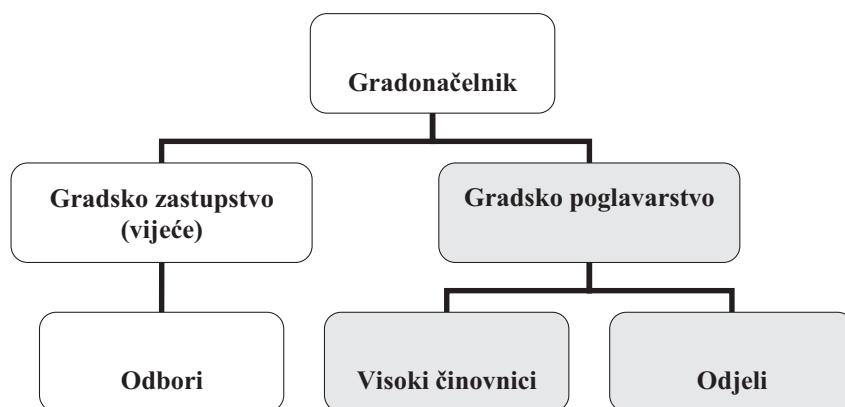 Gradonačelnik
Gradsko zastupstvo
(vijeće)
Gradsko poglavarstvo
Odbori
Visoki činovnici
Odjeli